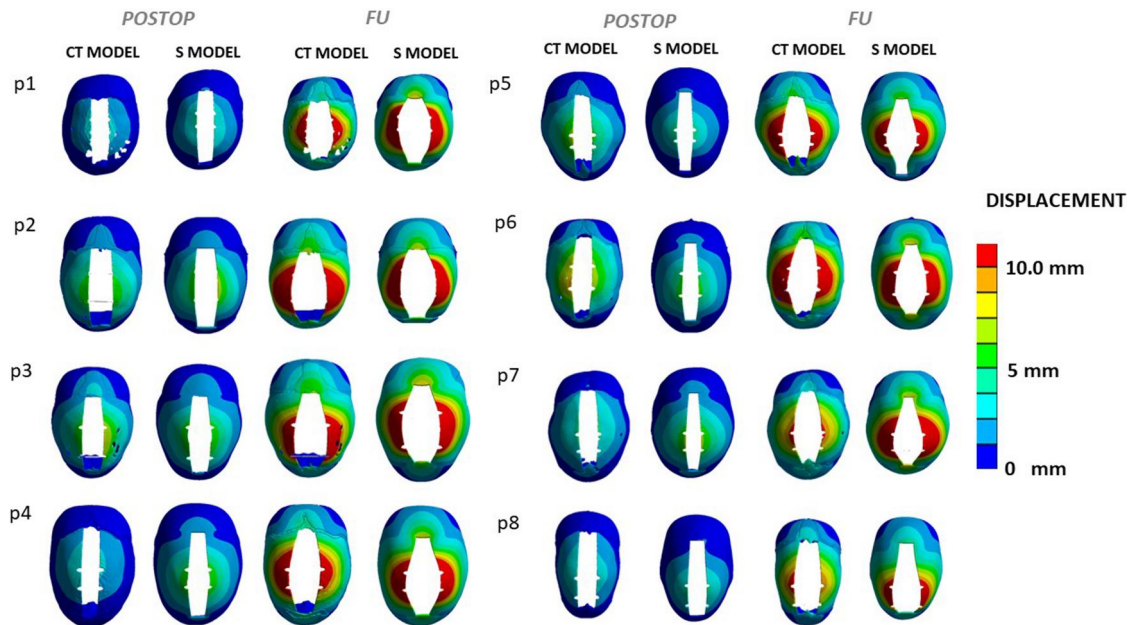 POSTOP FU POSTOP FU
CT MODEL S MODEL CT MODEL S MODEL CT MODEL S MODEL CT MODEL S MODEL
p1
p5
p2
p6
p3
p7
p4
p8
DISPLACEMENT
10.0 mm
5 mm
0 mm